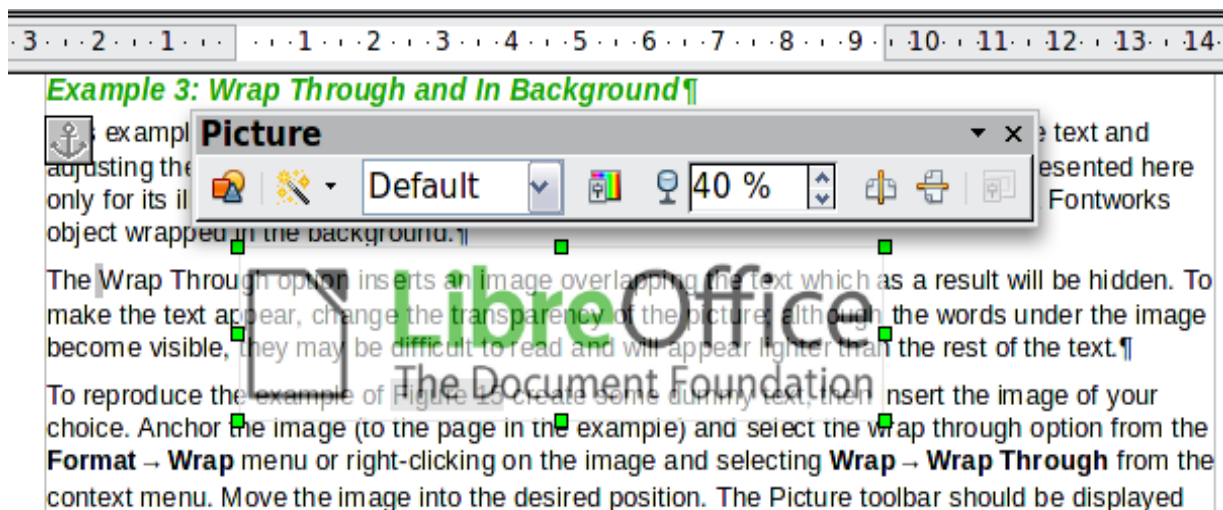 3 · 2 · 1 · 1 · 2 · 3 · 4 · 5 · 6 · 7 · 8 · 9 · 10 · 11 · 12 · 13 · 14
Example 3: Wrap Through and In Background¶
s exampl
Picture
e text and
adjusting the
Default
40 %
esented here
only for its il
Fontworks
object wrapped in the background.¶
The Wrap Through option inserts an image overlapping the text which as a result will be hidden. To
LibreOffice
make the text appear, change the transparency of the picture; although the words under the image
become visible, they may be difficult to read and will appear lighter than the rest of the text.¶
The Document Foundation
To reproduce the example of Figure 15 create some dummy text, then insert the image of your
choice. Anchor the image (to the page in the example) and select the wrap through option from the
Format→Wrap menu or right-clicking on the image and selecting Wrap→Wrap Through from the
context menu. Move the image into the desired position. The Picture toolbar should be displayed